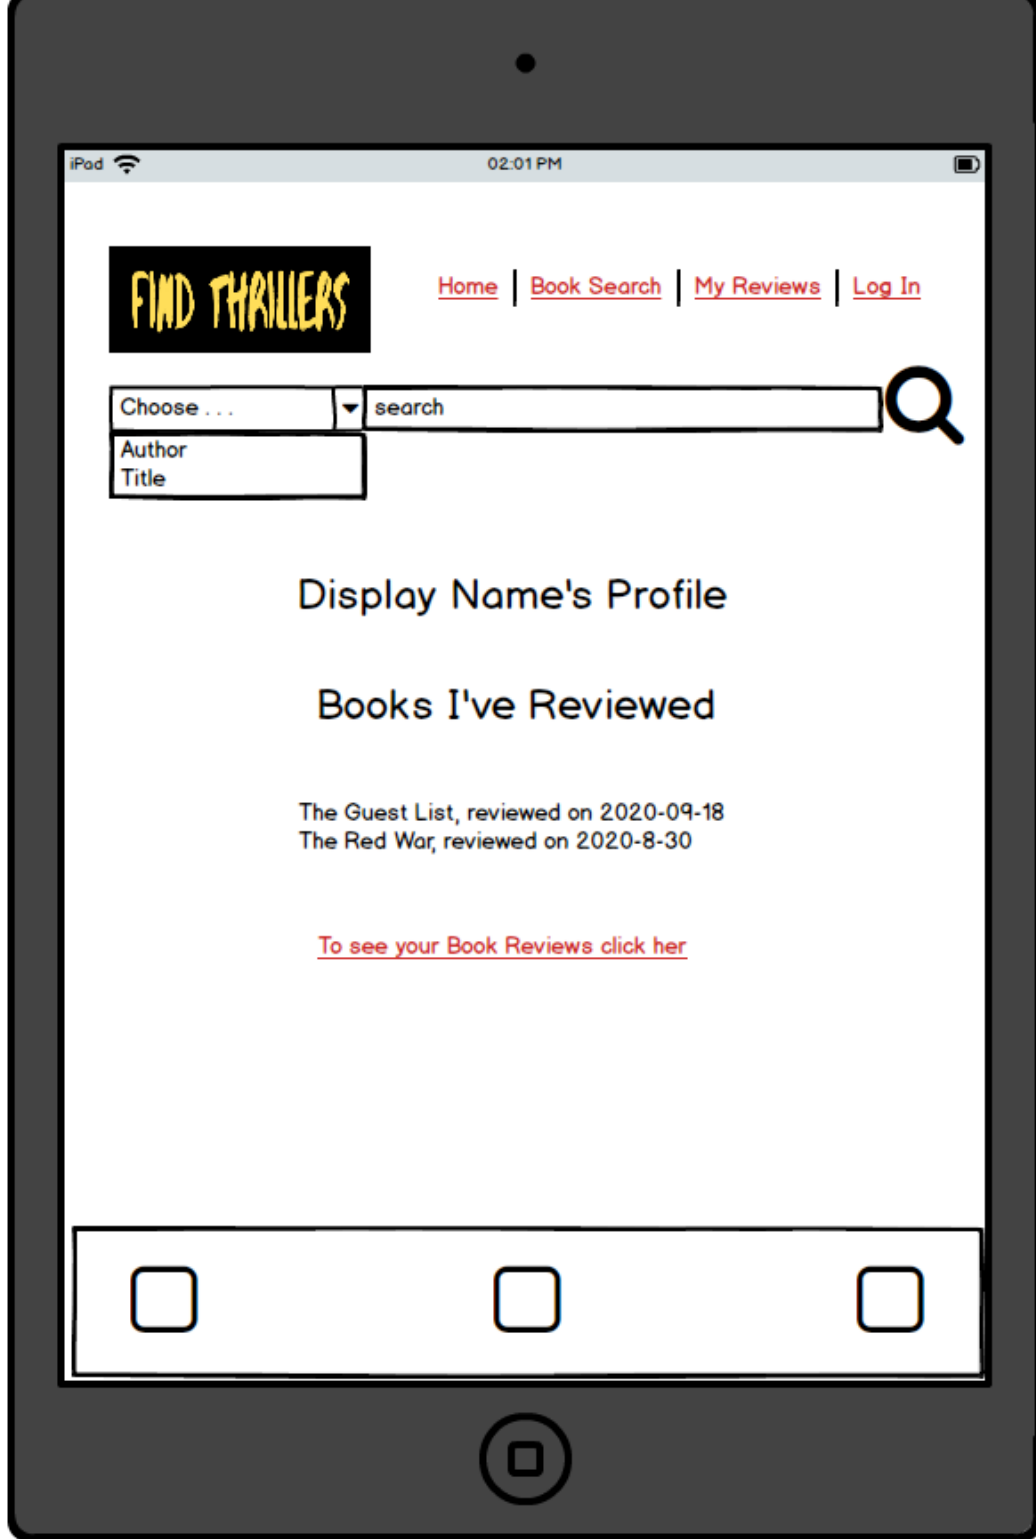 iPad 02:01 PM
FIND THRILLERS
Home Book Search My Reviews Log In
Choose . . . search
Author
Title
Display Name's Profile
Books I've Reviewed
The Guest List, reviewed on 2020-09-18
The Red War, reviewed on 2020-8-30
To see your Book Reviews click her